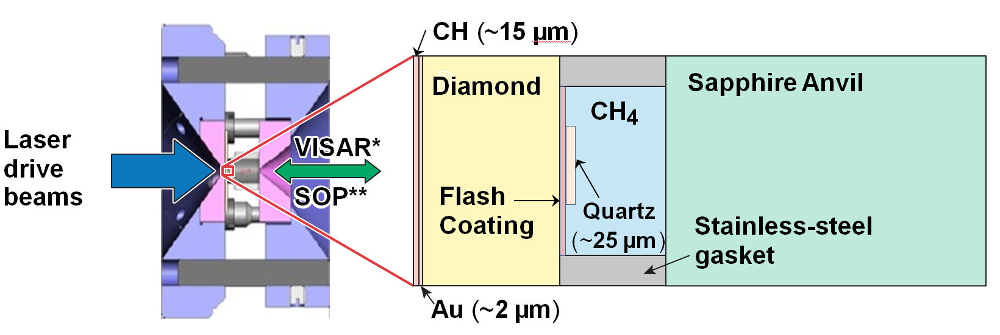 Laser
drive
beams
VISAR*
SOP**
CH (~15 µm)
Diamond
Flash
Coating
CH4
Quartz
(~25 µm)
Sapphire Anvil
Stainless-steel
gasket
Au (~2 µm)